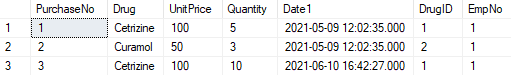 PurchaseNo Drug UnitPrice Quantity Date1 DrugID EmpNo
1 1 Cetrizine 100 5 2021-05-09 12:02:35.000 1 1
2 2 Curamol 50 3 2021-05-09 12:02:35.000 2 1
3 3 Cetrizine 100 10 2021-06-10 16:42:27.000 1 1